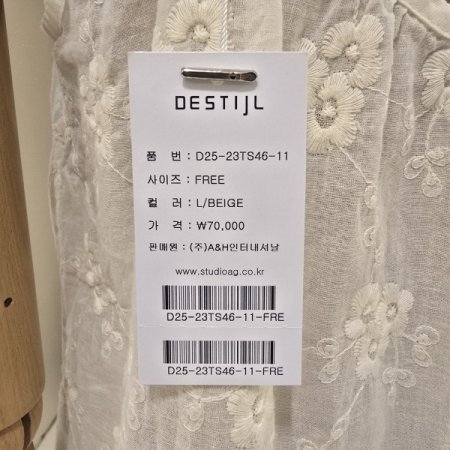 DESTIJL
품 번 : D25-23TS46-11
사이즈 : FREE
컬 러 : L/BEIGE
가 격 : ₩70,000
판매원 : (주)A&H인터내셔날
www.studioag.co.kr
D25-23TS46-11-FRE
D25-23TS46-11-FRE